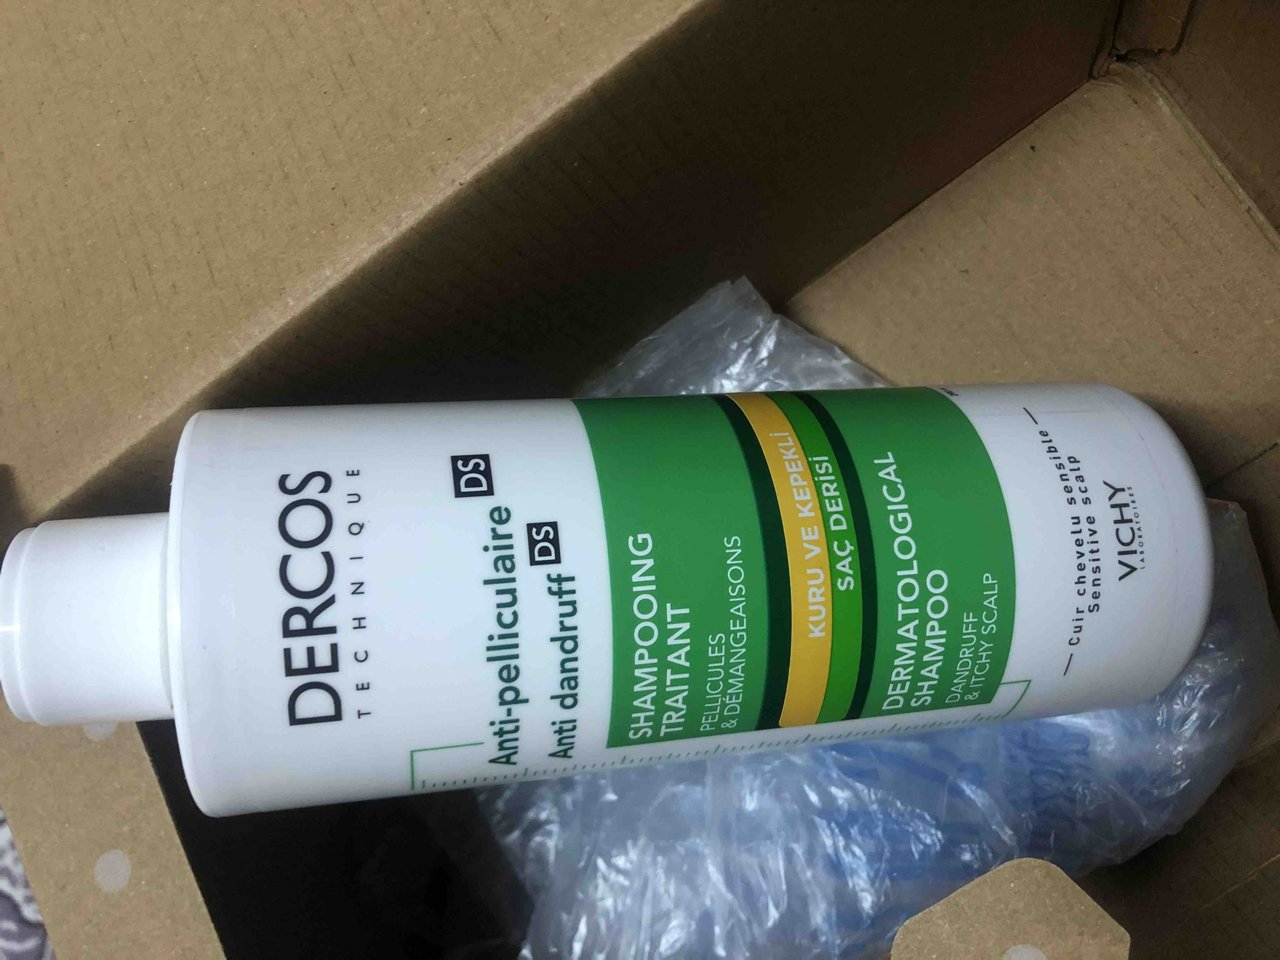 DERCOS
TECHNIQUE
Anti-pelliculaire DS
Anti dandruff DS
SHAMPOOING
TRAITANT
PELLICULES
& DÉMANGEAISONS
KURU VE KEPEKLİ
SAÇ DERİSİ
DERMATOLOGICAL
SHAMPOO
DANDRUFF
& ITCHY SCALP
Cuir chevelu sensible
Sensitive scalp
VICHY
LABORATOIRES